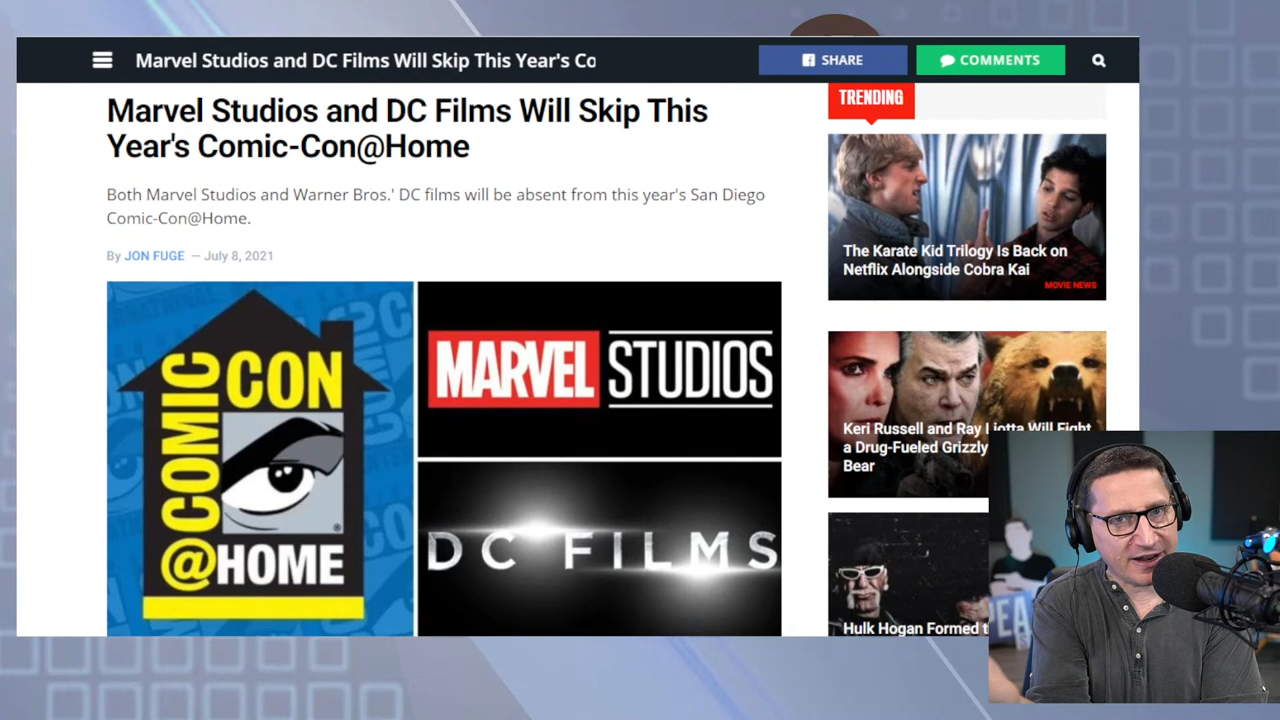 Marvel Studios and DC Films Will Skip This Year's Co
SHARE
COMMENTS
Marvel Studios and DC Films Will Skip This
Year's Comic-Con@Home
Both Marvel Studios and Warner Bros.' DC films will be absent from this year's San Diego
Comic-Con@Home.
By JON FUGE — July 8, 2021
COMIC
CON
@HOME
MARVEL STUDIOS
DC FILMS
TRENDING
The Karate Kid Trilogy Is Back on
Netflix Alongside Cobra Kai
MOVIE NEWS
Keri Russell and Ray Liotta Will Fight
a Drug-Fueled Grizzly
Bear
Hulk Hogan Formed
PEA